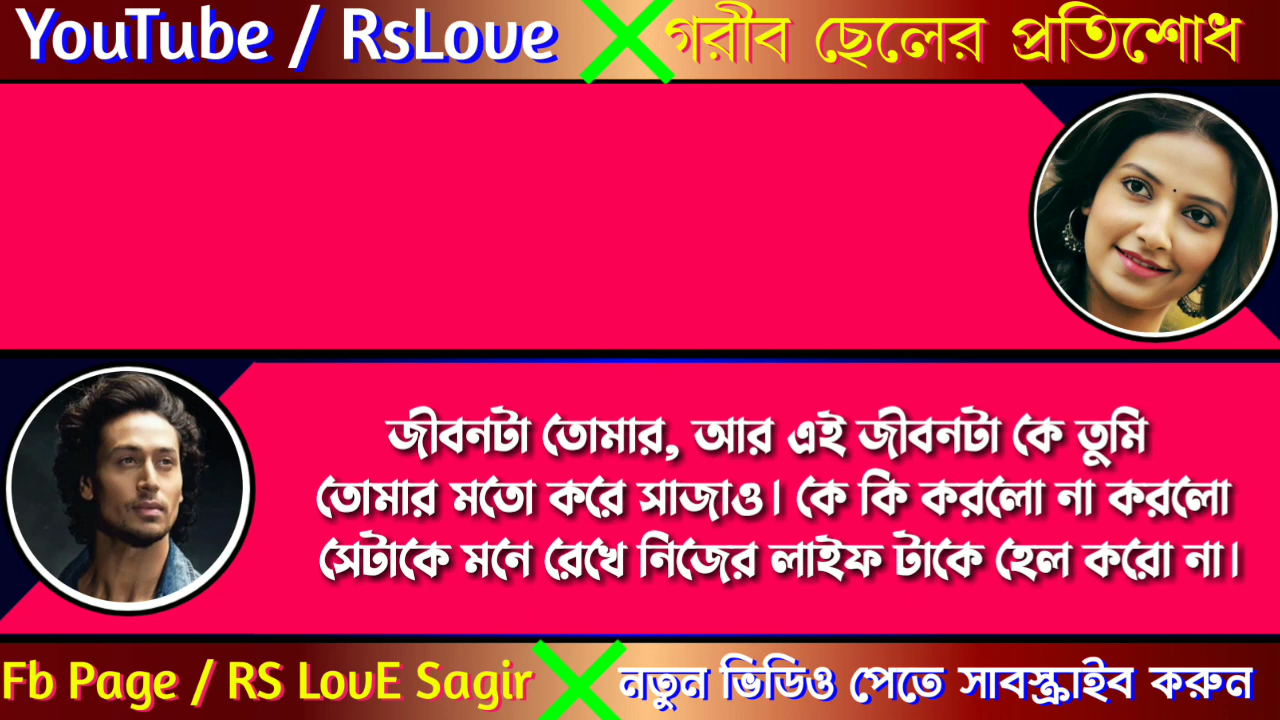 YouTube / RsLove
গরীব ছেলের প্রতিশোধ
জীবনটা তোমার, আর এই জীবনটা কে তুমি
তোমার মতো করে সাজাও। কে কি করলো না করলো
সেটাকে মনে রেখে নিজের লাইফ টাকে হেল করো না।
Fb Page / RS LovE Sagir
নতুন ভিডিও পেতে সাবস্ক্রাইব করুন